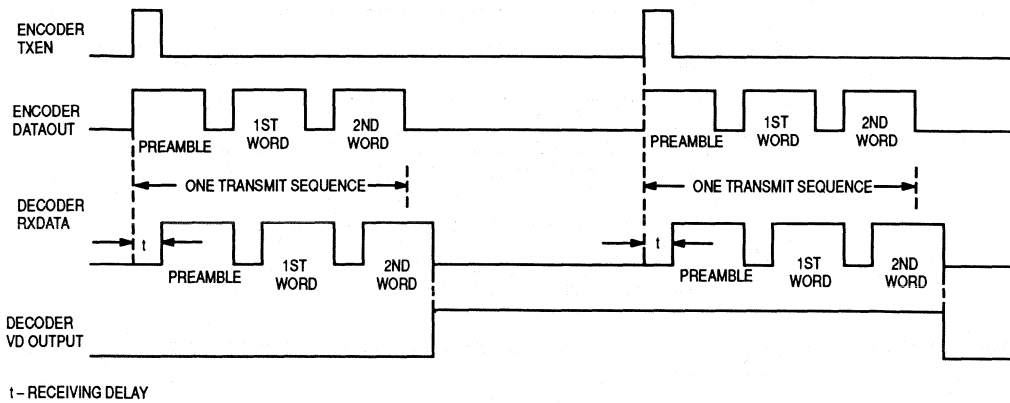 ENCODER
TXEN
ENCODER
DATAOUT
PREAMBLE
1ST
WORD
2ND
WORD
PREAMBLE
1ST
WORD
2ND
WORD
ONE TRANSMIT SEQUENCE
ONE TRANSMIT SEQUENCE
DECODER
RXDATA
t
PREAMBLE
1ST
WORD
2ND
WORD
t
PREAMBLE
1ST
WORD
2ND
WORD
DECODER
VD OUTPUT
t – RECEIVING DELAY